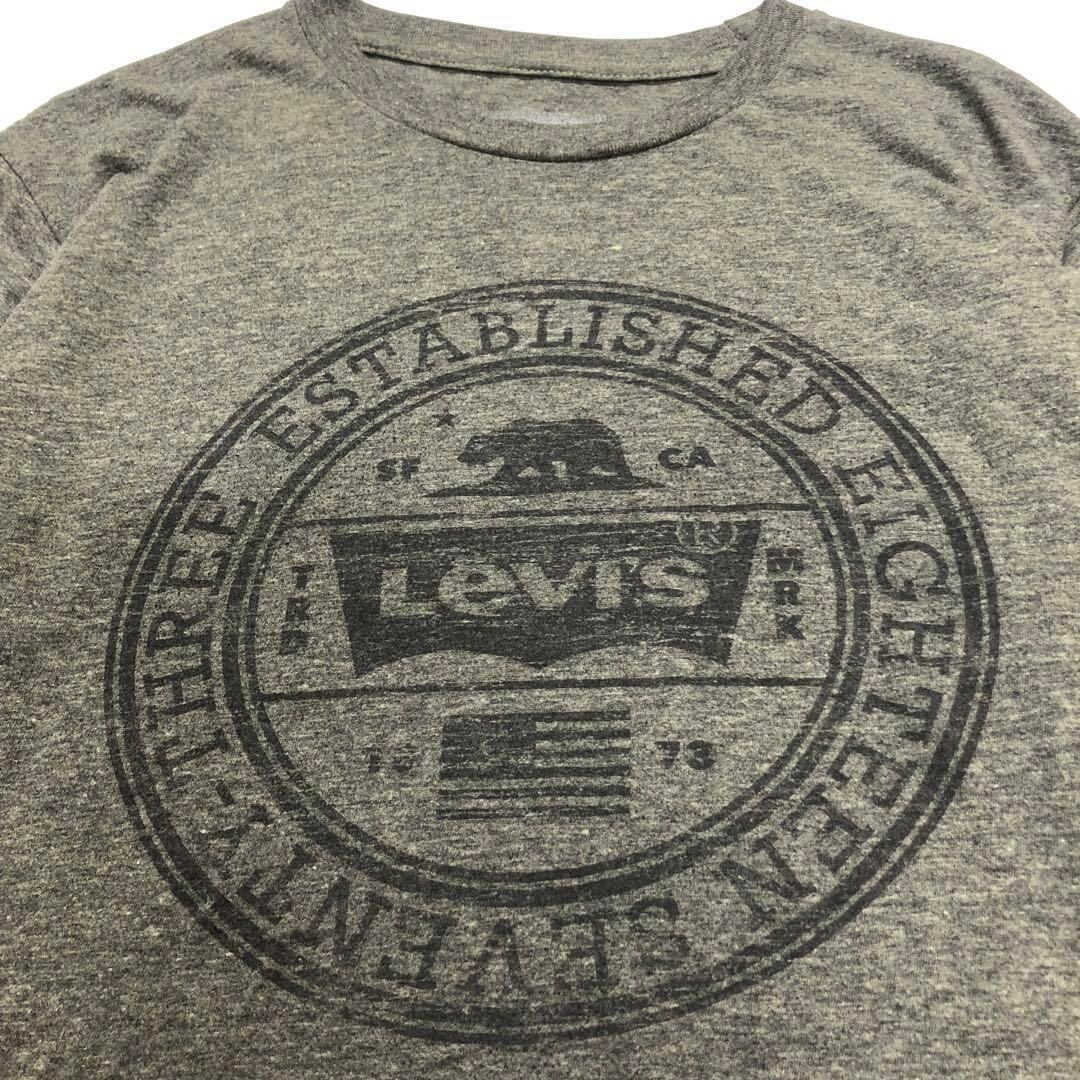 ESTABLISHED EIGHTEEN SEVENTY-THREE
SF CA
TRD LEVI'S ® MRK
18 73